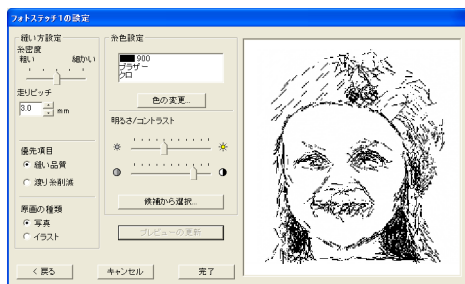 フォトステッチ1の設定
縫い方設定
糸密度
粗い 細かい
走りピッチ
3.0 mm
優先項目
縫い品質
渡り糸削減
原画の種類
写真
イラスト
糸色設定
900
ブラザー
クロ
色の変更...
明るさ/コントラスト
候補から選択...
プレビューの更新
< 戻る
キャンセル
完了